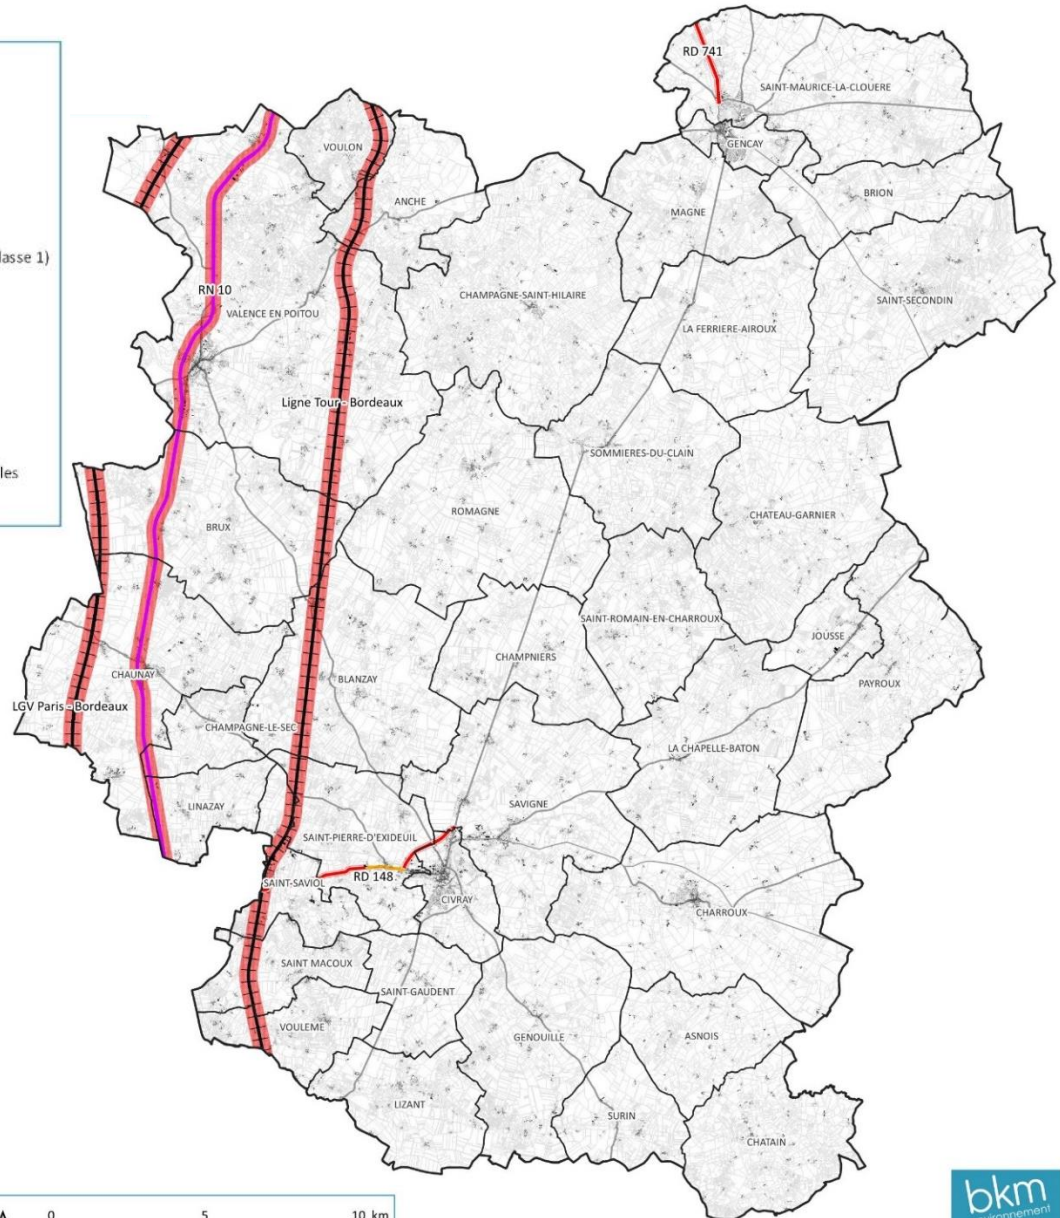 RD 741
SAINT-MAURICE-LA-CLOUERE
GENCAY
VOULON
BRION
ANCHE
MAGNE
lasse 1)
RN 10
CHAMPAGNE-SAINT-HILAIRE
SAINT-SECONDIN
VALENCE EN POITOU
LA FERRIERE-AIROUX
Ligne Tour - Bordeaux
SOMMIERES-DU-CLAIN
les
ROMAGNE
CHATEAU-GARNIER
BRUX
SAINT-ROMAIN-EN-CHARROUX
JOUSSE
CHAMPNIERS
CHAUNAY
BLANZAY
PAYROUX
LGV Paris - Bordeaux
CHAMPAGNE-LE-SEC
LA CHAPELLE-BATON
LINAZAY
SAVIGNE
SAINT-PIERRE-D'EXIDEUIL
SAINT-SAVIOL
RD 148
CIVRAY
CHARROUX
SAINT MACOUX
SAINT-GAUDENT
VOULEME
GENOUILLE
ASNOIS
LIZANT
SURIN
CHATAIN
bkm
0 5 10 km